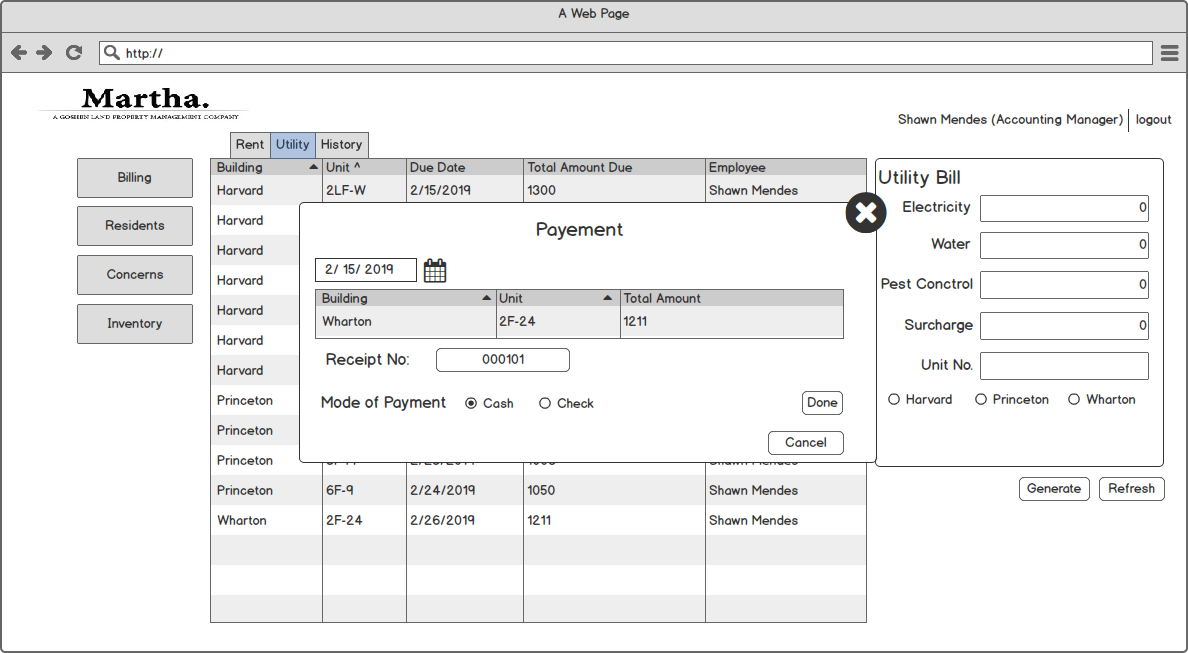 A Web Page
http://
Martha.
A GOSHEN LAND PROPERTY MANAGEMENT COMPANY
Shawn Mendes (Accounting Manager) logout
Rent Utility History
Billing
Residents
Concerns
Inventory
Building Unit ^ Due Date Total Amount Due Employee
Harvard 2LF-W 2/15/2019 1300 Shawn Mendes
Harvard
Harvard
Harvard
Harvard
Harvard
Harvard
Princeton
Princeton
Princeton
Princeton 6F-9 2/24/2019 1050 Shawn Mendes
Wharton 2F-24 2/26/2019 1211 Shawn Mendes
Payement
2/ 15/ 2019
Building Unit Total Amount
Wharton 2F-24 1211
Receipt No: 000101
Mode of Payment Cash Check
Done
Cancel
Utility Bill
Electricity 0
Water 0
Pest Conctrol 0
Surcharge 0
Unit No.
Harvard Princeton Wharton
Generate Refresh